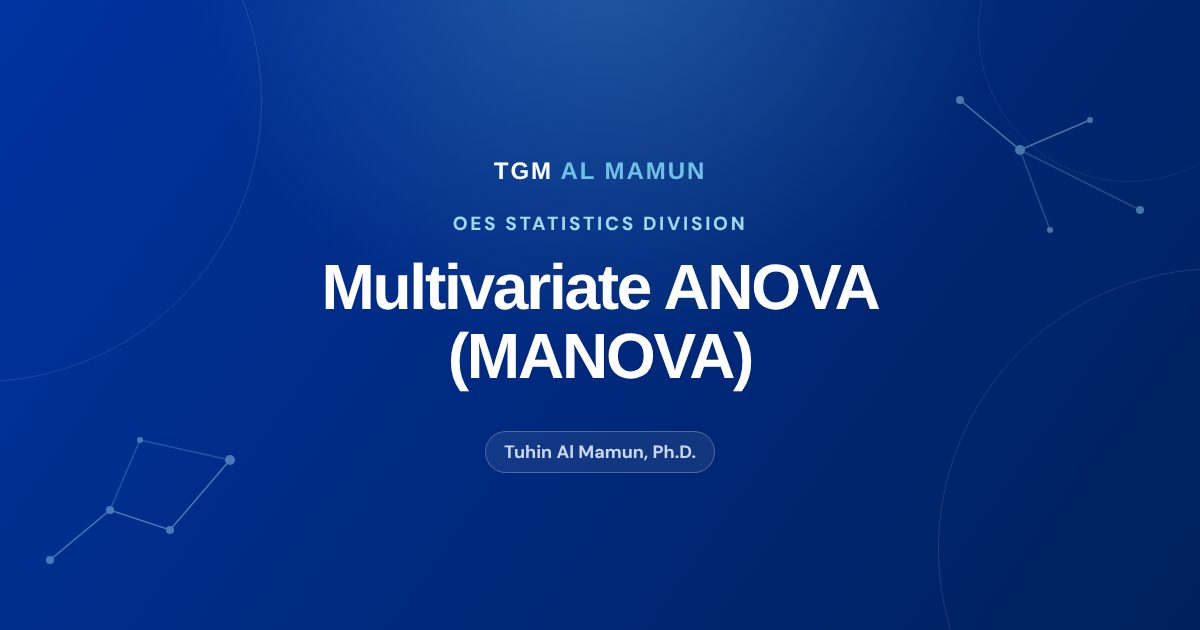 TGM AL MAMUN
OES STATISTICS DIVISION
Multivariate ANOVA
(MANOVA)
Tuhin Al Mamun, Ph.D.